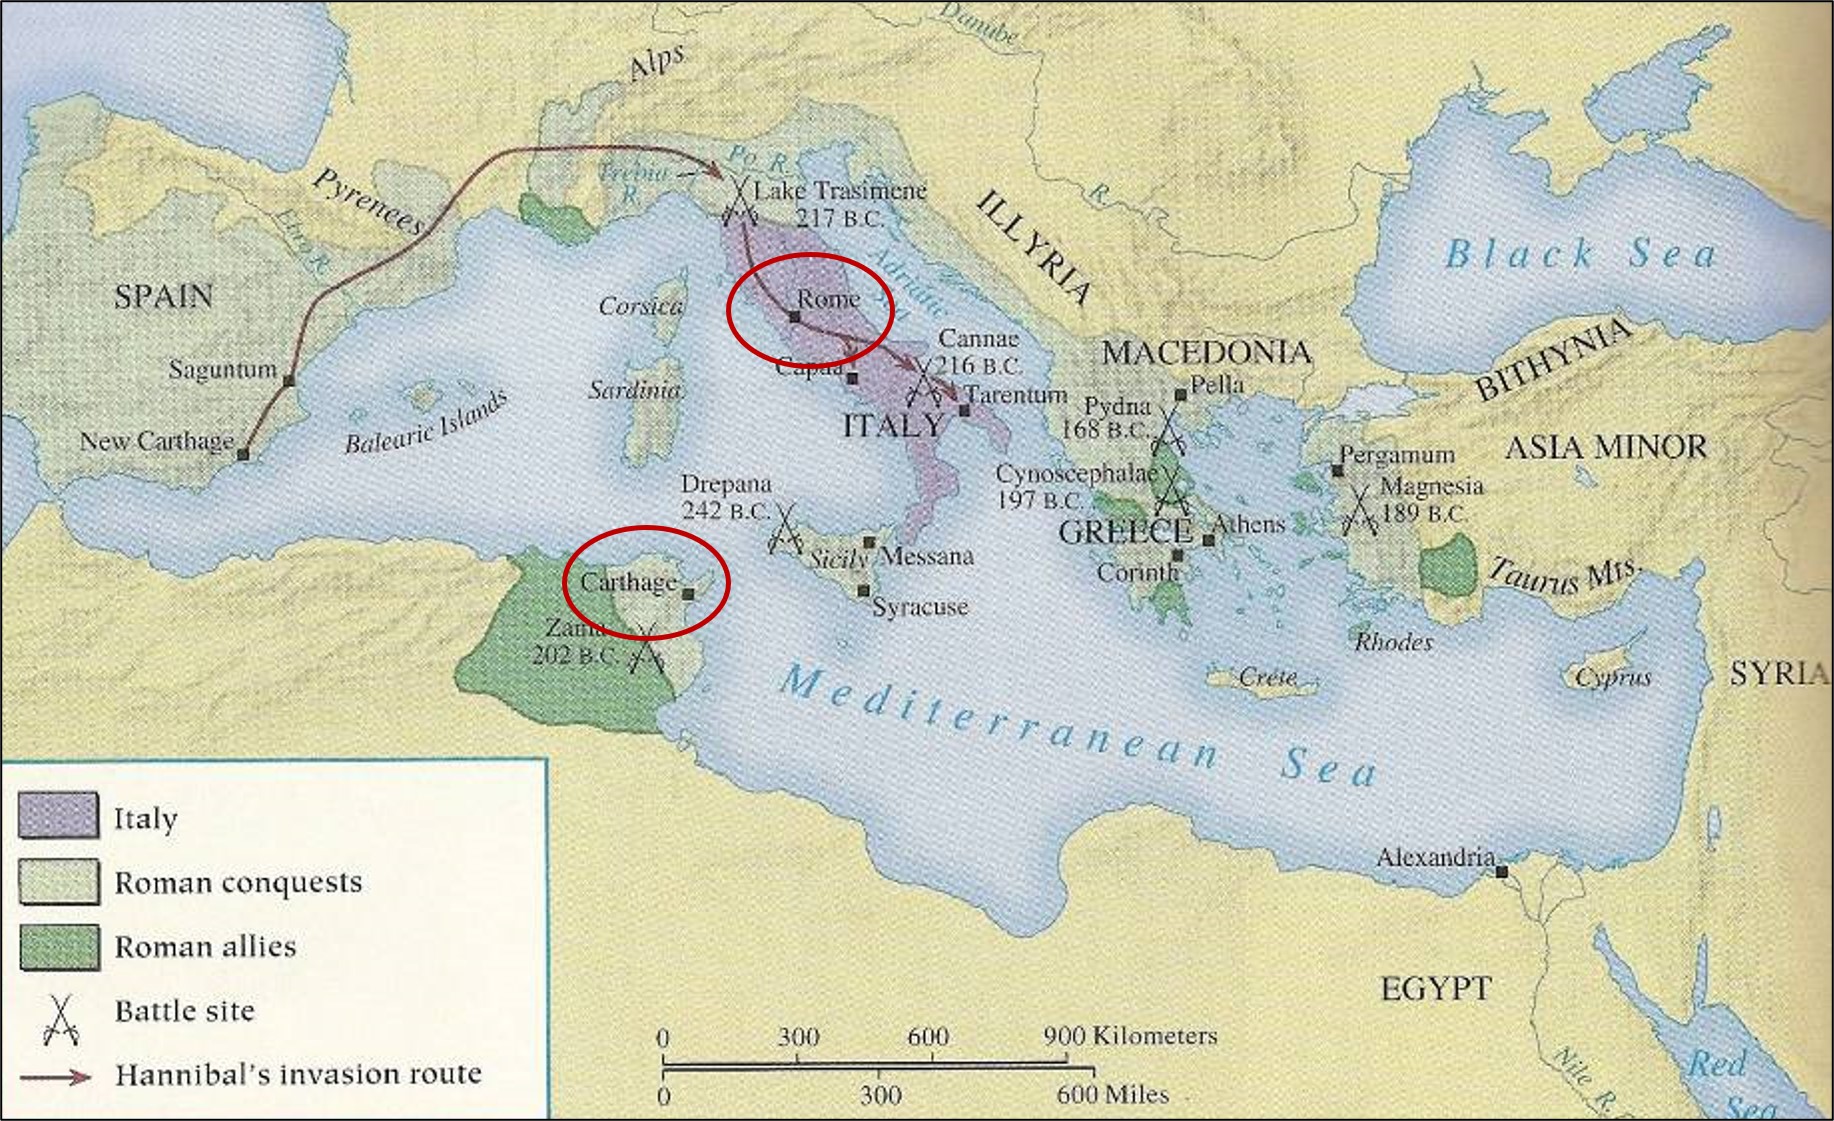 Danube
Alps
Po R.
Trebia
R.
Lake Trasimene
217 B.C.
Pyrences
Ebro R.
R.
ILLYRIA
Black Sea
SPAIN
Adriatic
Sea
Corsica
Rome
Cannae
216 B.C.
MACEDONIA
BITHYNIA
Saguntum
Capua
Sardinia
Tarentum
Pella
Pydna
168 B.C.
ITALY
Balearic Islands
New Carthage
ASIA MINOR
Pergamum
Cynoscephalae
197 B.C.
Magnesia
189 B.C.
Drepana
242 B.C.
GREECE
Athens
Sicily
Messana
Corinth
Taurus Mts.
Carthage
Syracuse
Zama
202 B.C.
Rhodes
Crete
Cyprus
SYRIA
Mediterranean Sea
Italy
Roman conquests
Roman allies
Battle site
Hannibal's invasion route
Alexandria
EGYPT
Nile R.
Red
Sea
0 300 600 900 Kilometers
0 300 600 Miles